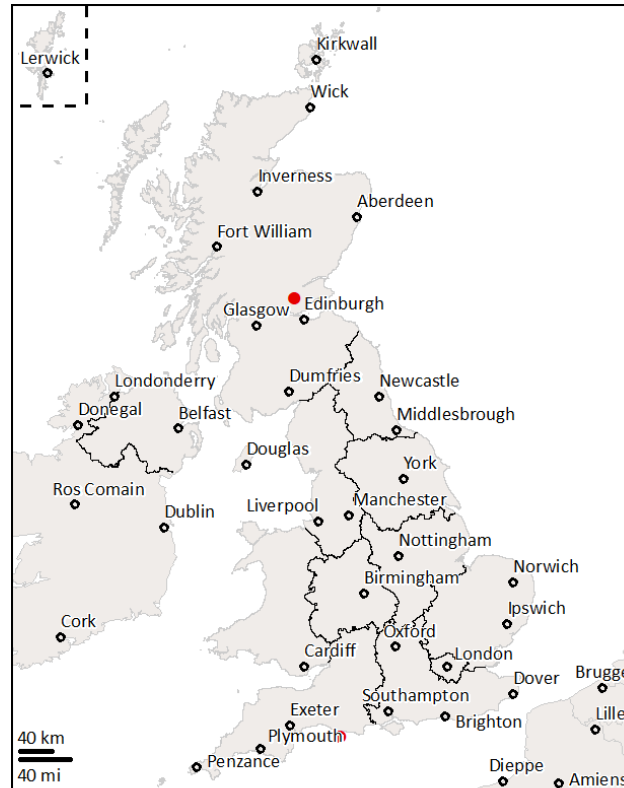 Kirkwall
Lerwick
Wick
Inverness
Aberdeen
Fort William
Glasgow
Edinburgh
Dumfries
Londonderry
Newcastle
Donegal
Belfast
Middlesbrough
Douglas
York
Ros Comain
Manchester
Liverpool
Dublin
Nottingham
Birmingham
Norwich
Ipswich
Cork
Oxford
Cardiff
London
Brugge
Dover
Southampton
Exeter
Brighton
Lille
Plymouth
40 km
Penzance
Dieppe
40 mi
Amiens